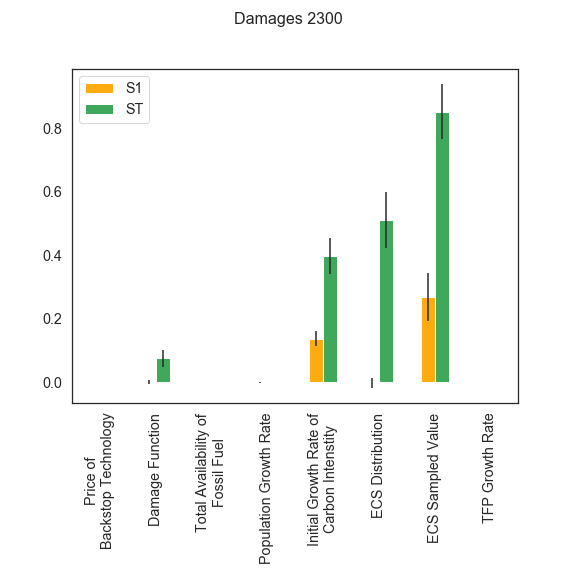 Damages 2300
S1
ST
0.8
0.6
0.4
0.2
0.0
Price of
Backstop Technology
Damage Function
Total Availability of
Fossil Fuel
Population Growth Rate
Initial Growth Rate of
Carbon Intenstity
ECS Distribution
ECS Sampled Value
TFP Growth Rate